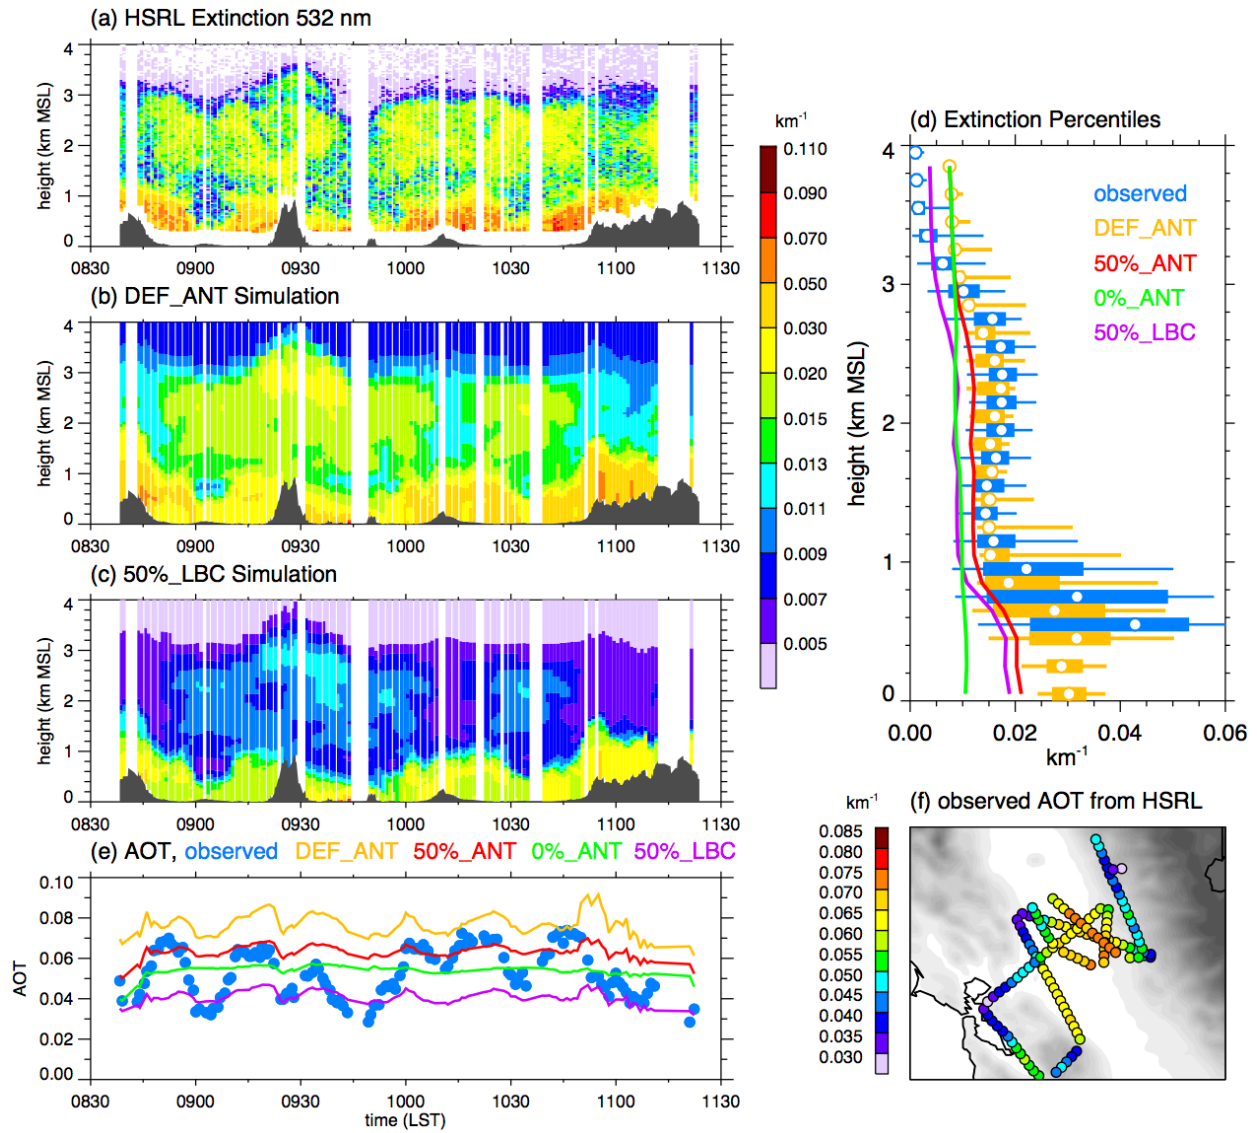 (a) HSRL Extinction 532 nm
height (km MSL)
4
3
2
1
0
0830 0900 0930 1000 1030 1100 1130
(b) DEF_ANT Simulation
height (km MSL)
4
3
2
1
0
0830 0900 0930 1000 1030 1100 1130
(c) 50%_LBC Simulation
height (km MSL)
4
3
2
1
0
0830 0900 0930 1000 1030 1100 1130
(e) AOT, observed DEF_ANT 50%_ANT 0%_ANT 50%_LBC
AOT
0.10
0.08
0.06
0.04
0.02
0.00
0830 0900 0930 1000 1030 1100 1130
time (LST)
km-1
0.110
0.090
0.070
0.050
0.030
0.020
0.015
0.013
0.011
0.009
0.007
0.005
(d) Extinction Percentiles
height (km MSL)
4
3
2
1
0
observed
DEF_ANT
50%_ANT
0%_ANT
50%_LBC
0.00 0.02 0.04 0.06
km-1
(f) observed AOT from HSRL
km-1
0.085
0.080
0.075
0.070
0.065
0.060
0.055
0.050
0.045
0.040
0.035
0.030